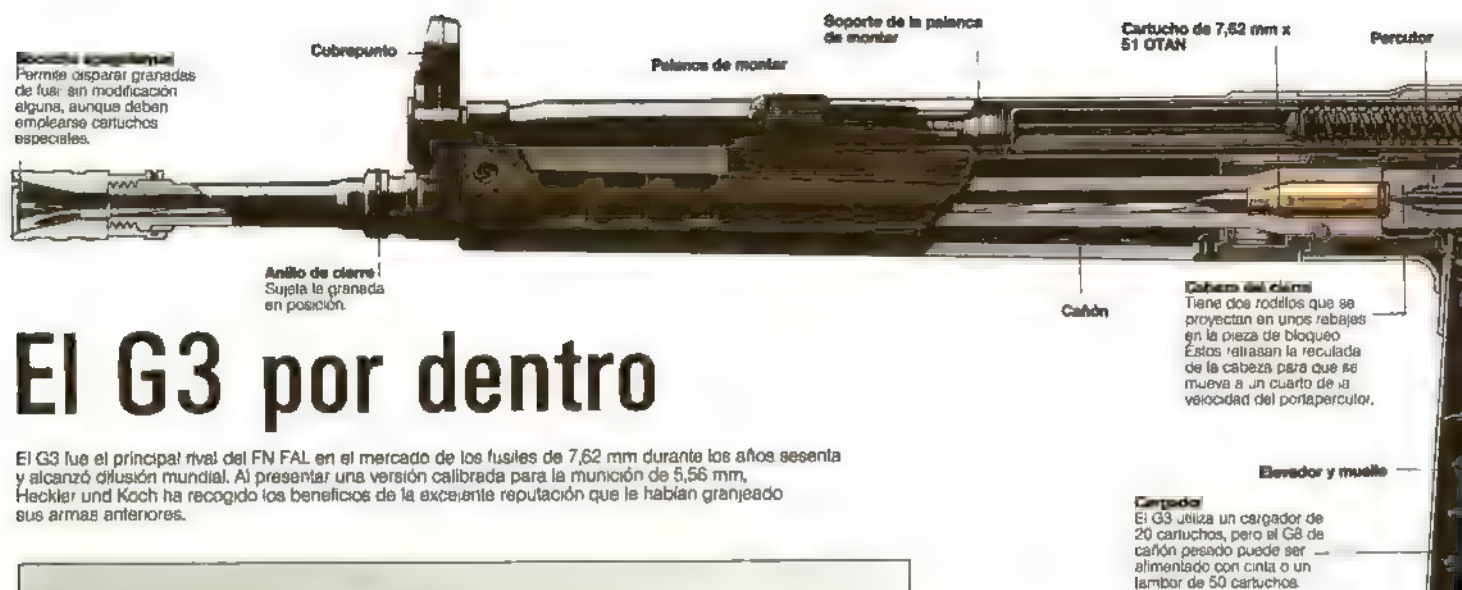 Permite disparar granadas
de fusil sin modificación
alguna, aunque deben
emplearse cartuchos
especiales.
Cubrepunto
Palanca de montar
Soporte de la palanca
de montar
Cartucho de 7,62 mm x
51 OTAN
Percutor
Anillo de cierre
Sujeta la granada
en posición.
Cañón
Cabeza del cierre
Tiene dos rodillos que se
proyectan en unos rebajes
en la pieza de bloqueo
Éstos retrasan la reculada
de la cabeza para que se
mueva a un cuarto de la
velocidad del portapercutor.
El G3 por dentro
El G3 fue el principal rival del FN FAL en el mercado de los fusiles de 7,62 mm durante los años sesenta
y alcanzó difusión mundial. Al presentar una versión calibrada para la munición de 5,56 mm,
Heckler und Koch ha recogido los beneficios de la excelente reputación que le habían granjeado
sus armas anteriores.
Elevador y muelle
Cargador
El G3 utiliza un cargador de
20 cartuchos, pero el G8 de
cañón pesado puede ser
alimentado con cinta o un
tambor de 50 cartuchos